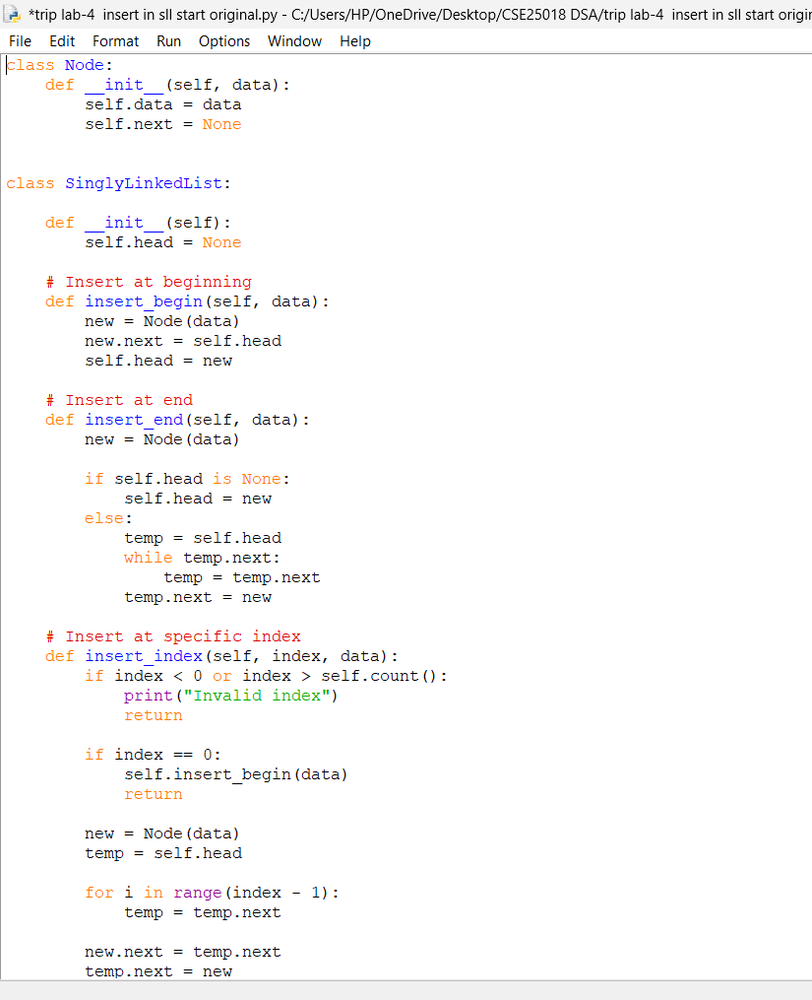 *trip lab-4  insert in sll start original.py - C:/Users/HP/OneDrive/Desktop/CSE25018 DSA/trip lab-4  insert in sll start
File Edit Format Run Options Window Help
class Node:
    def __init__(self, data):
        self.data = data
        self.next = None


class SinglyLinkedList:

    def __init__(self):
        self.head = None

    # Insert at beginning
    def insert_begin(self, data):
        new = Node(data)
        new.next = self.head
        self.head = new

    # Insert at end
    def insert_end(self, data):
        new = Node(data)

        if self.head is None:
            self.head = new
        else:
            temp = self.head
            while temp.next:
                temp = temp.next
            temp.next = new

    # Insert at specific index
    def insert_index(self, index, data):
        if index < 0 or index > self.count():
            print("Invalid index")
            return

        if index == 0:
            self.insert_begin(data)
            return

        new = Node(data)
        temp = self.head

        for i in range(index - 1):
            temp = temp.next

        new.next = temp.next
        temp.next = new